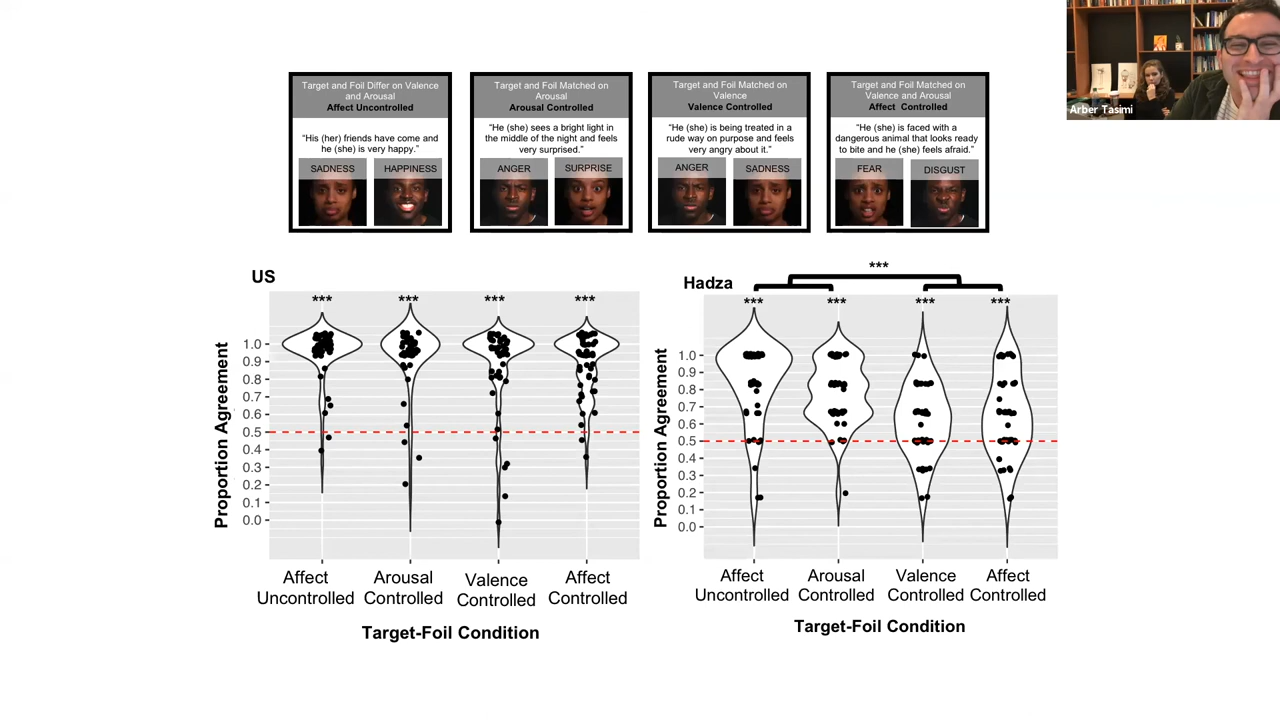 Arber Tasimi
Target and Foil Differ on Valence
and Arousal
Affect Uncontrolled
"His (her) friends have come and
he (she) is very happy."
SADNESS
HAPPINESS
Target and Foil Matched on
Arousal
Arousal Controlled
"He (she) sees a bright light in
the middle of the night and feels
very surprised."
ANGER
SURPRISE
Target and Foil Matched on
Valence
Valence Controlled
"He (she) is being treated in a
rude way on purpose and feels
very angry about it."
ANGER
SADNESS
Target and Foil Matched on
Valence and Arousal
Affect Controlled
"He (she) is faced with a
dangerous animal that looks ready
to bite and he (she) feels afraid."
FEAR
DISGUST
US
*** *** *** ***
Proportion Agreement
1.0
0.9
0.8
0.7
0.6
0.5
0.4
0.3
0.2
0.1
0.0
Affect
Uncontrolled
Arousal
Controlled
Valence
Controlled
Affect
Controlled
Target-Foil Condition
***
Hadza
*** *** *** ***
Proportion Agreement
1.0
0.9
0.8
0.7
0.6
0.5
0.4
0.3
0.2
0.1
0.0
Affect
Uncontrolled
Arousal
Controlled
Valence
Controlled
Affect
Controlled
Target-Foil Condition